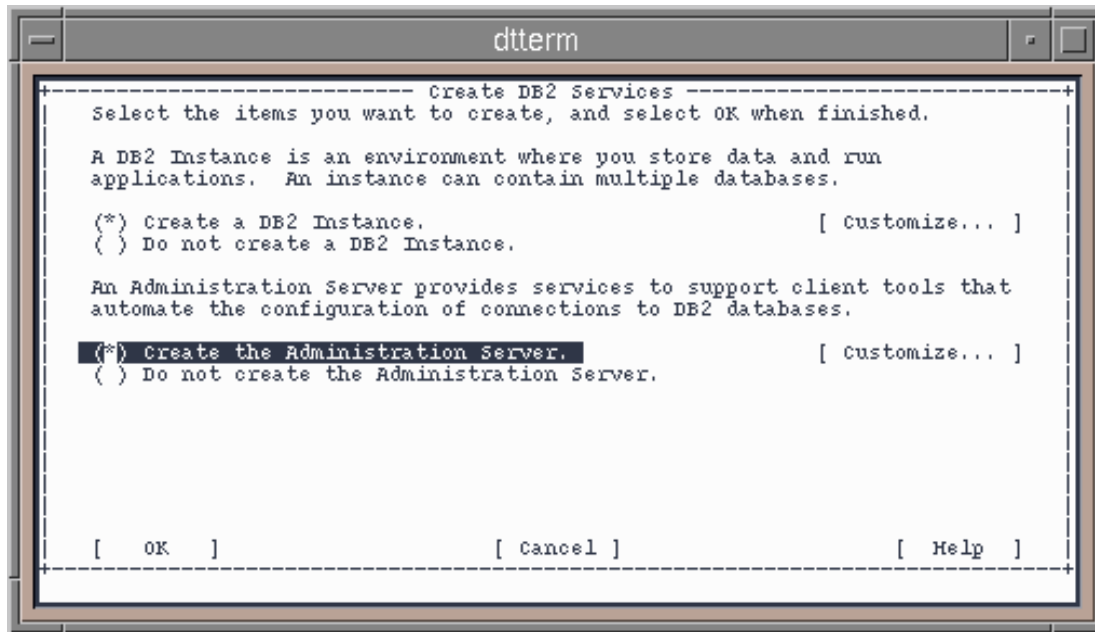 dtterm
Create DB2 Services
Select the items you want to create, and select OK when finished.
A DB2 Instance is an environment where you store data and run
applications.  An instance can contain multiple databases.
(*) Create a DB2 Instance. [ Customize... ]
( ) Do not create a DB2 Instance.
An Administration Server provides services to support client tools that
automate the configuration of connections to DB2 databases.
(*) Create the Administration Server. [ Customize... ]
( ) Do not create the Administration Server.
[ OK ] [ Cancel ] [ Help ]